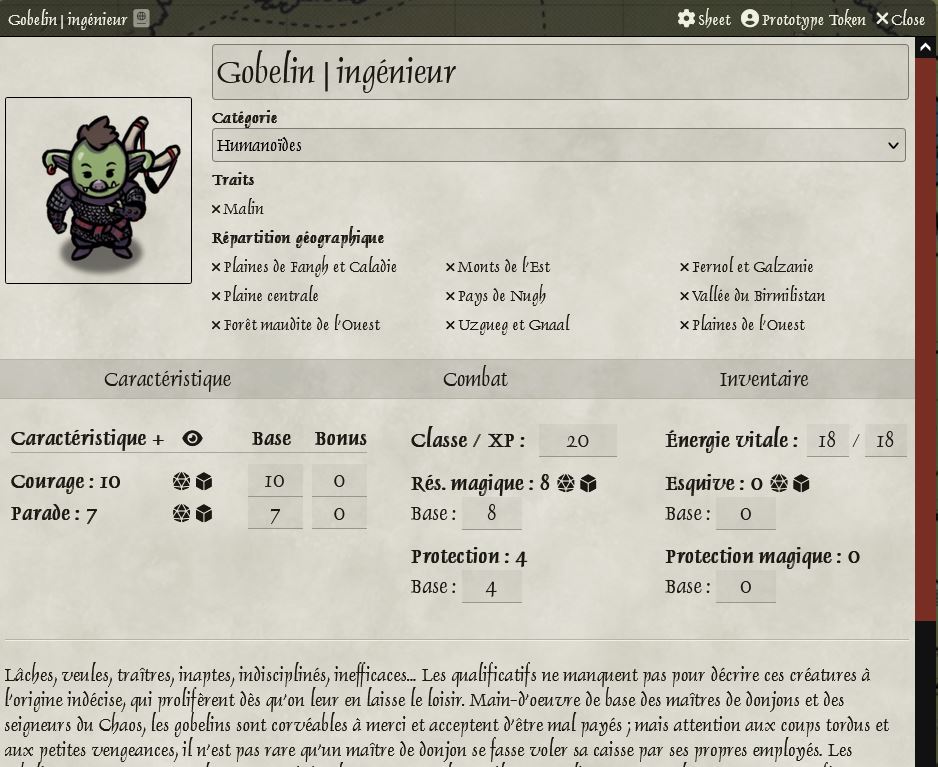 Gobelin | ingénieur
Sheet Prototype Token Close
Gobelin | ingénieur
Catégorie
Humanoïdes
Traits
Malin
Répartition géographique
Plaines de Fangh et Caladie Monts de l'Est Fernol et Galzanie
Plaine centrale Pays de Nugh Vallée du Birmilistan
Forêt maudite de l'Ouest Uzgueg et Gnaal Plaines de l'Ouest
Caractéristique Combat Inventaire
Caractéristique + Base Bonus
Courage : 10 10 0
Parade : 7 7 0
Classe / XP : 20
Rés. magique : 8
Base : 8
Protection : 4
Base : 4
Énergie vitale : 18 / 18
Esquive : 0
Base : 0
Protection magique : 0
Base : 0
Lâches, veules, traîtres, inaptes, indisciplinés, inefficaces... Les qualificatifs ne manquent pas pour décrire ces créatures à
l'origine indécise, qui prolifèrent dès qu'on leur en laisse le loisir. Main-d'oeuvre de base des maîtres de donjons et des
seigneurs du Chaos, les gobelins sont corvéables à merci et acceptent d'être mal payés ; mais attention aux coups tordus et
aux petites vengeances, il n'est pas rare qu'un maître de donjon se fasse voler sa caisse par ses propres employés. Les